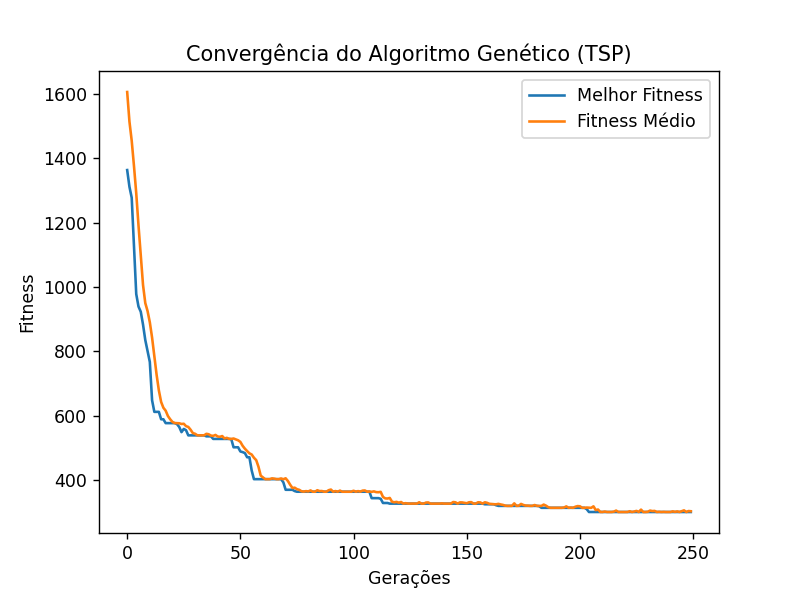 Convergência do Algoritmo Genético (TSP)
Melhor Fitness
Fitness Médio
1600
1400
1200
1000
800
600
400
Fitness
0 50 100 150 200 250
Gerações